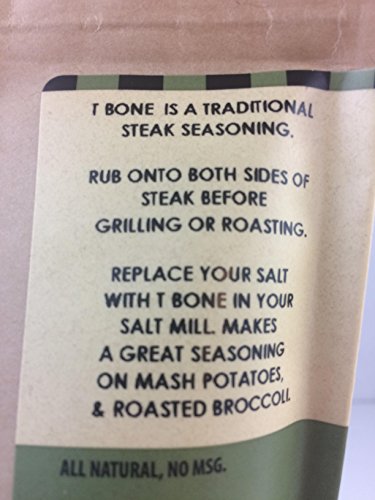 T BONE IS A TRADITIONAL
STEAK SEASONING.
RUB ONTO BOTH SIDES OF
STEAK BEFORE
GRILLING OR ROASTING.
REPLACE YOUR SALT
WITH T BONE IN YOUR
SALT MILL. MAKES
A GREAT SEASONING
ON MASH POTATOES,
& ROASTED BROCCOLI.
ALL NATURAL, NO MSG.